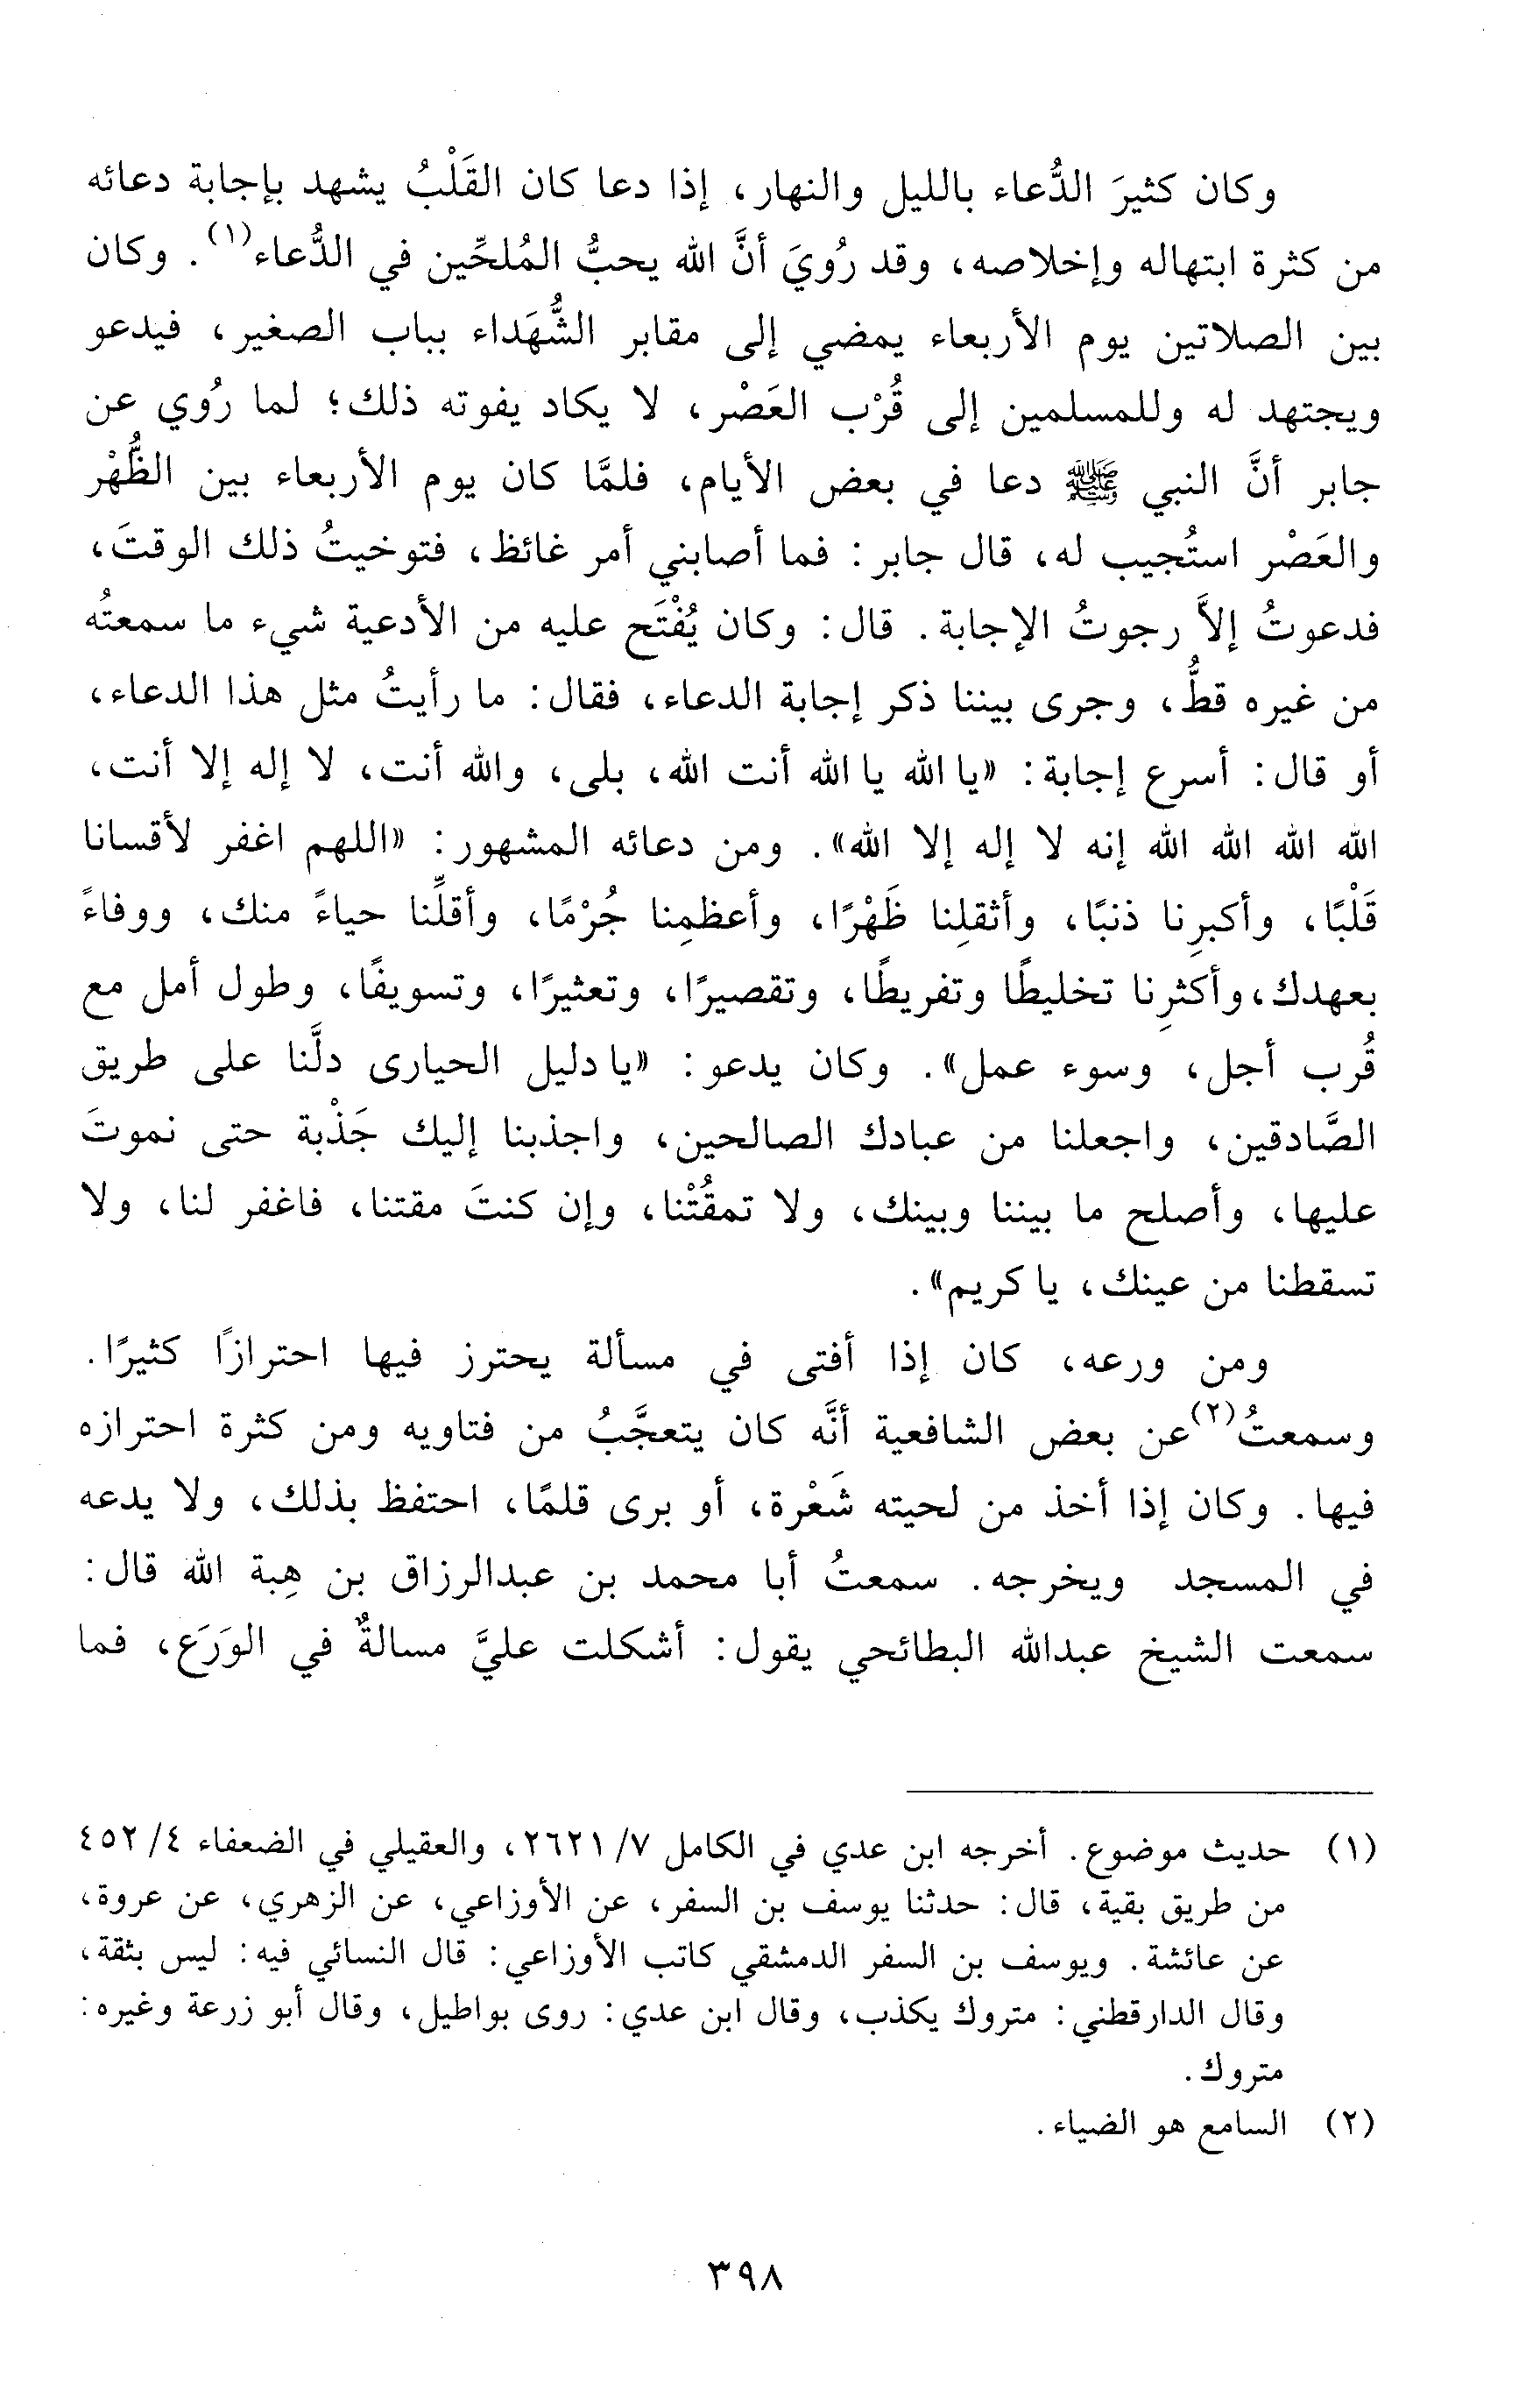 وكان كثيرَ الدُّعاء بالليل والنهار، إذا دعا كان القَلْبُ يشهد بإجابة دعائه
من كثرة ابتهاله وإخلاصه، وقد رُويَ أنَّ الله يحبُّ المُلحِّين في الدُّعاء(١). وكان
بين الصلاتين يوم الأربعاء يمضي إلى مقابر الشُّهَداء بباب الصغير، فيدعو
ويجتهد له وللمسلمين إلى قُرْب العَصْر، لا يكاد يفوته ذلك؛ لما رُوي عن
جابر أنَّ النبي ﷺ دعا في بعض الأيام، فلمَّا كان يوم الأربعاء بين الظُّهْر
والعَصْر استُجيب له، قال جابر: فما أصابني أمر غائظ، فتوخيتُ ذلك الوقتَ،
فدعوتُ إلاَّ رجوتُ الإجابة. قال: وكان يُفْتَح عليه من الأدعية شيء ما سمعتُه
من غيره قطُّ، وجرى بيننا ذكر إجابة الدعاء، فقال: ما رأيتُ مثل هذا الدعاء،
أو قال: أسرع إجابة: «يا الله يا الله أنت الله، بلى، والله أنت، لا إله إلا أنت،
الله الله الله الله إنه لا إله إلا الله». ومن دعائه المشهور: «اللهم اغفر لأقسانا
قَلْبًا، وأكبرِنا ذنبًا، وأثقلِنا ظَهْرًا، وأعظمِنا جُرْمًا، وأقلِّنا حياءً منك، ووفاءً
بعهدك، وأكثرِنا تخليطًا وتفريطًا، وتقصيرًا، وتعثيرًا، وتسويفًا، وطول أمل مع
قُرب أجل، وسوء عمل». وكان يدعو: «يا دليل الحيارى دلَّنا على طريق
الصَّادقين، واجعلنا من عبادك الصالحين، واجذبنا إليك جَذْبة حتى نموتَ
عليها، وأصلح ما بيننا وبينك، ولا تمقُتْنا، وإن كنتَ مقتنا، فاغفر لنا، ولا
تسقطنا من عينك، يا كريم».
ومن ورعه، كان إذا أفتى في مسألة يحترز فيها احترازًا كثيرًا.
وسمعتُ(٢) عن بعض الشافعية أنَّه كان يتعجَّبُ من فتاويه ومن كثرة احترازه
فيها. وكان إذا أخذ من لحيته شَعْرة، أو برى قلمًا، احتفظ بذلك، ولا يدعه
في المسجد ويخرجه. سمعتُ أبا محمد بن عبدالرزاق بن هِبة الله قال:
سمعت الشيخ عبدالله البطائحي يقول: أشكلت عليَّ مسالةٌ في الوَرَع، فما
(١) حديث موضوع. أخرجه ابن عدي في الكامل ٧/ ٢٦٢١، والعقيلي في الضعفاء ٤/ ٤٥٢
من طريق بقية، قال: حدثنا يوسف بن السفر، عن الأوزاعي، عن الزهري، عن عروة،
عن عائشة. ويوسف بن السفر الدمشقي كاتب الأوزاعي: قال النسائي فيه: ليس بثقة،
وقال الدارقطني: متروك يكذب، وقال ابن عدي: روى بواطيل، وقال أبو زرعة وغيره:
متروك.
(٢) السامع هو الضياء.
٣٩٨